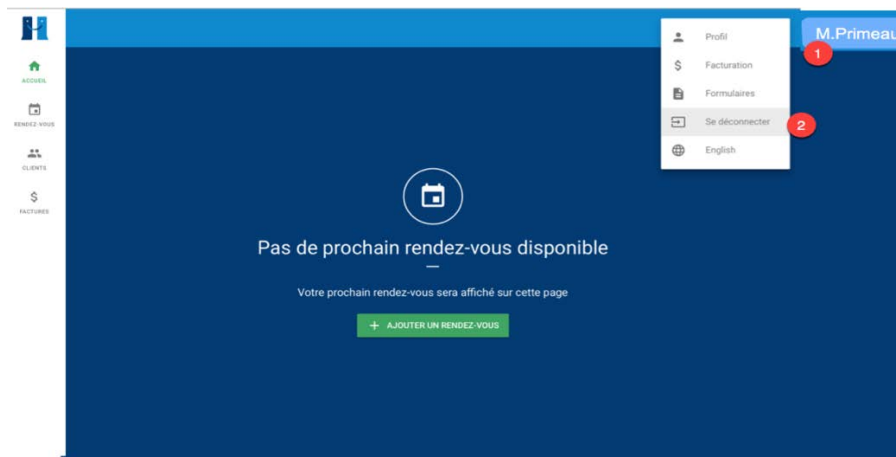 H
M.Primeau
1
Profil
Facturation
Formulaires
Se déconnecter
2
English
ACCUEIL
RENDEZ-VOUS
CLIENTS
$
FACTURES
Pas de prochain rendez-vous disponible
Votre prochain rendez-vous sera affiché sur cette page
+ AJOUTER UN RENDEZ-VOUS